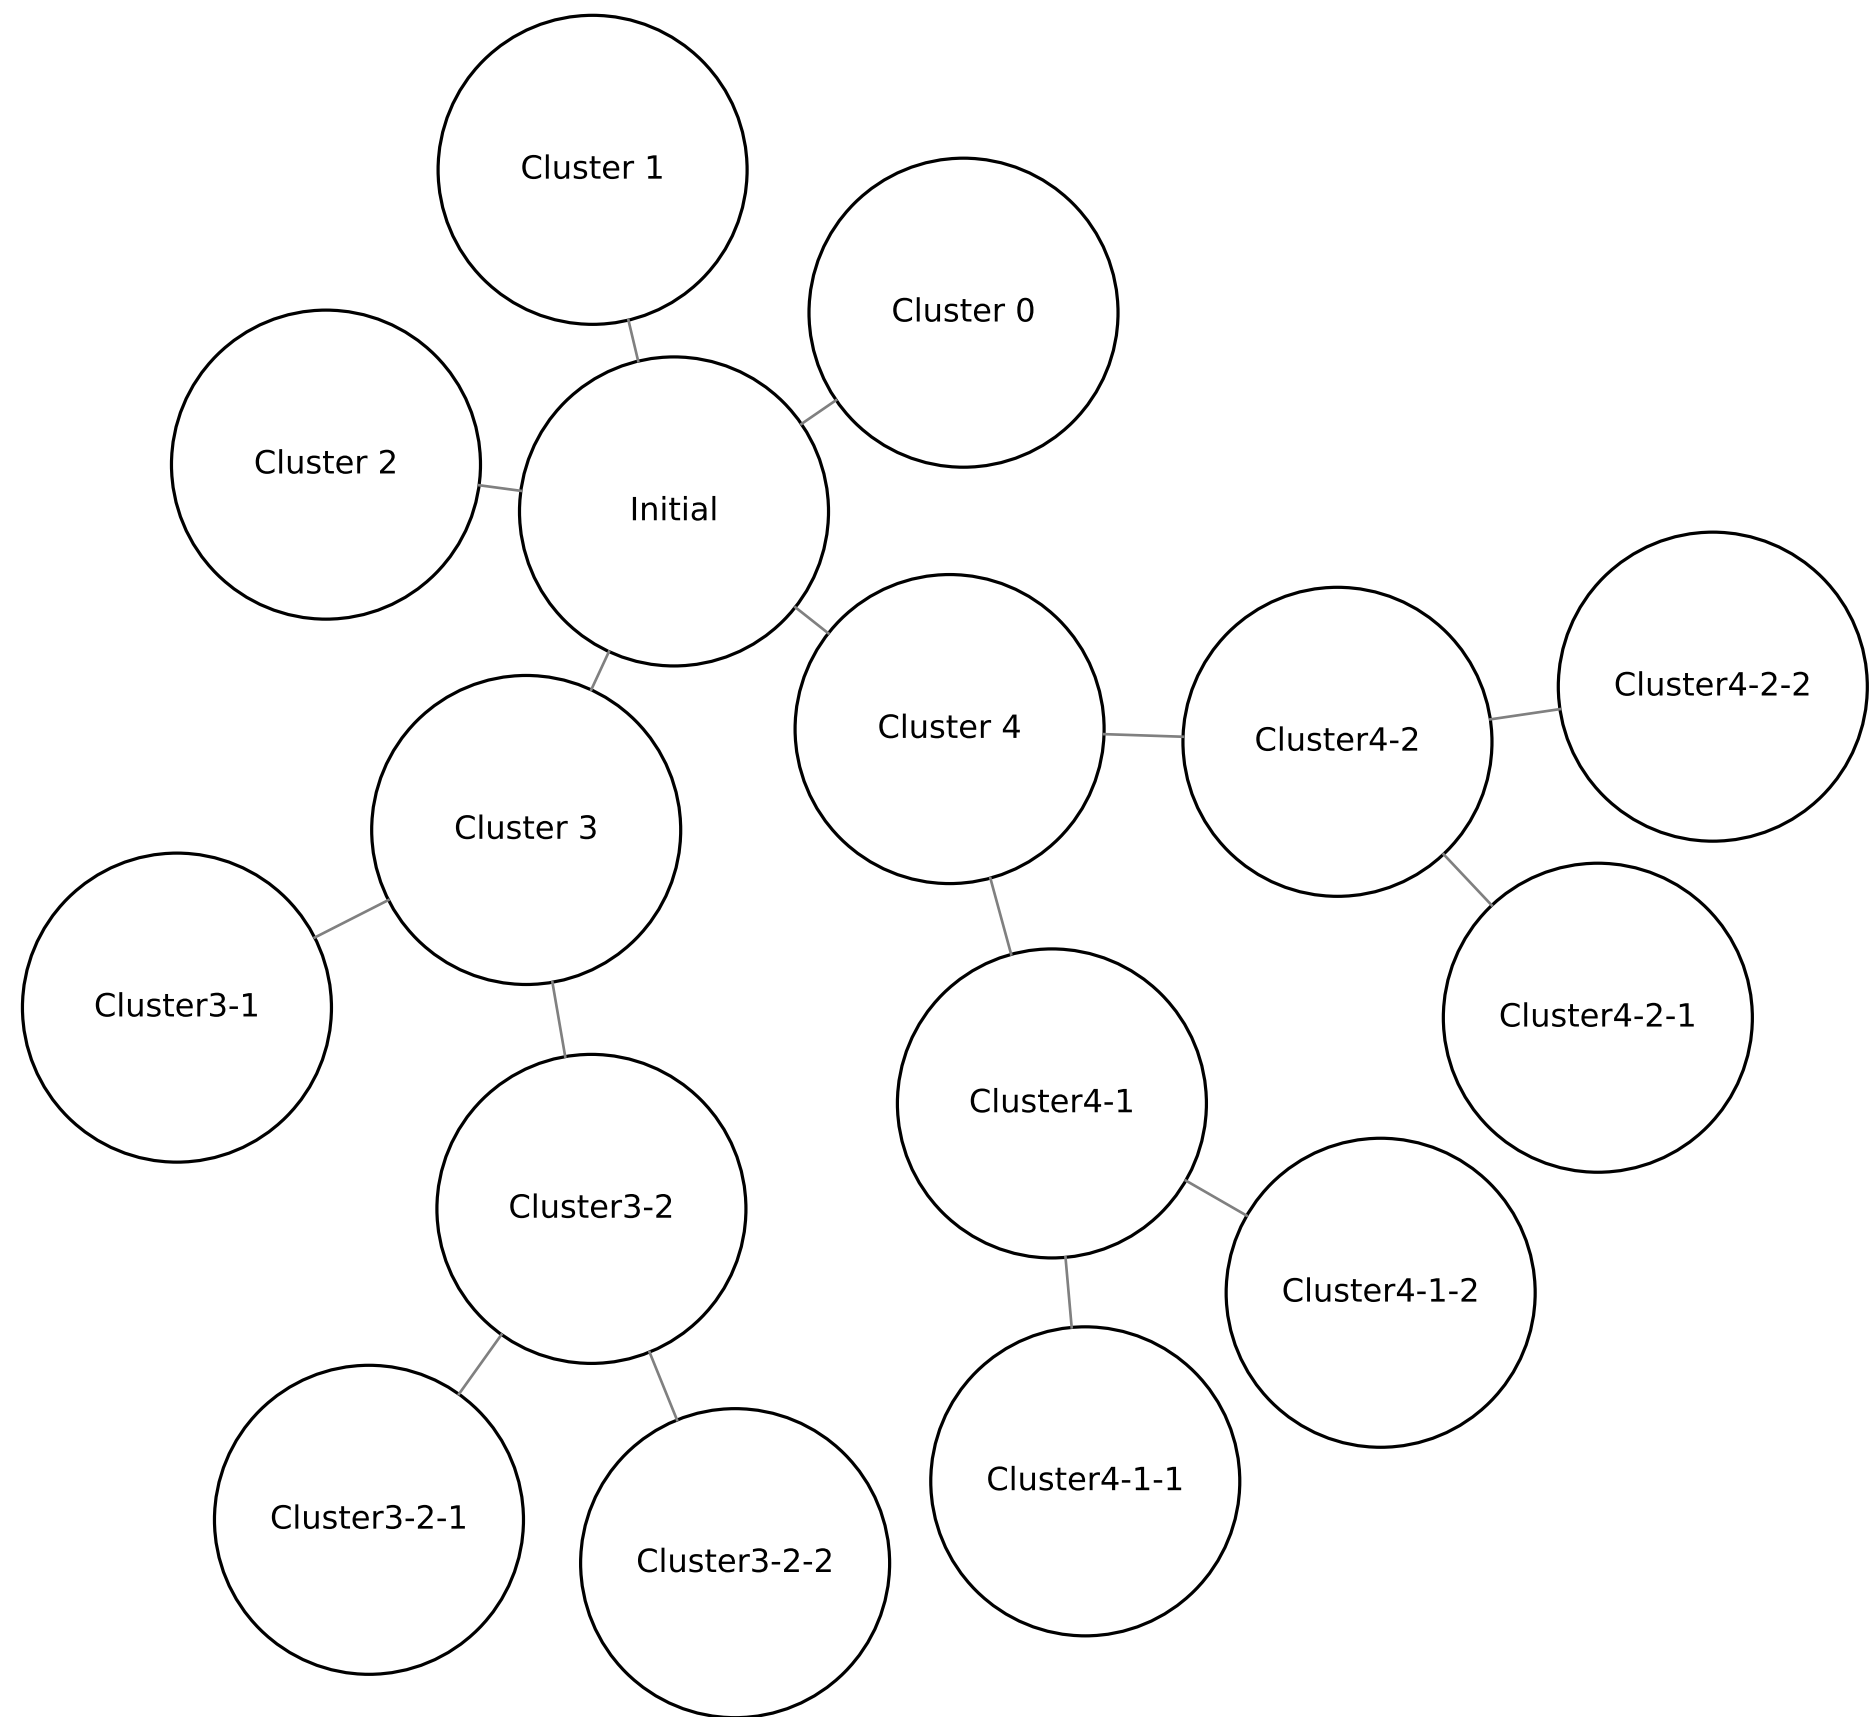 Cluster 1
Cluster 0
Cluster 2
Initial
Cluster4-2-2
Cluster 4
Cluster4-2
Cluster 3
Cluster3-1
Cluster4-2-1
Cluster4-1
Cluster3-2
Cluster4-1-2
Cluster4-1-1
Cluster3-2-1
Cluster3-2-2